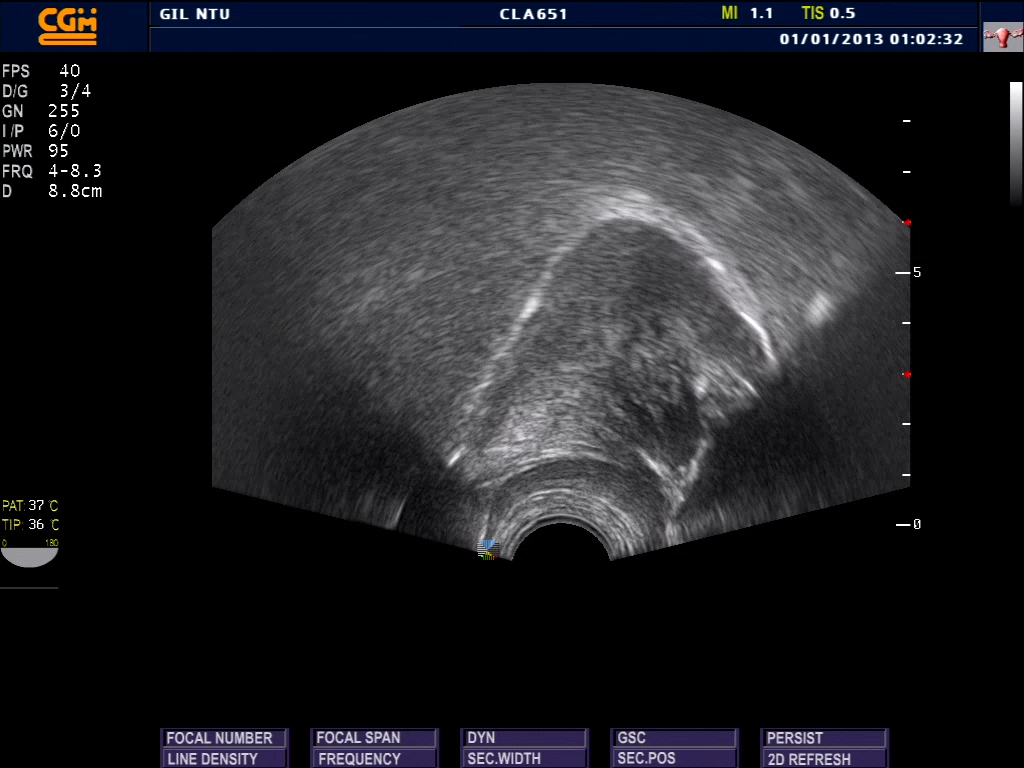 CGM
GIL NTU CLA651 MI 1.1 TIS 0.5
01/01/2013 01:02:32
FPS 40
D/G 3/4
GN 255
I/P 6/0
PWR 95
FRQ 4-8.3
D 8.8cm
5
PAT: 37 C
TIP: 36 C
0 180
0
FOCAL NUMBER FOCAL SPAN DYN GSC PERSIST
LINE DENSITY FREQUENCY SEC.WIDTH SEC.POS 2D REFRESH